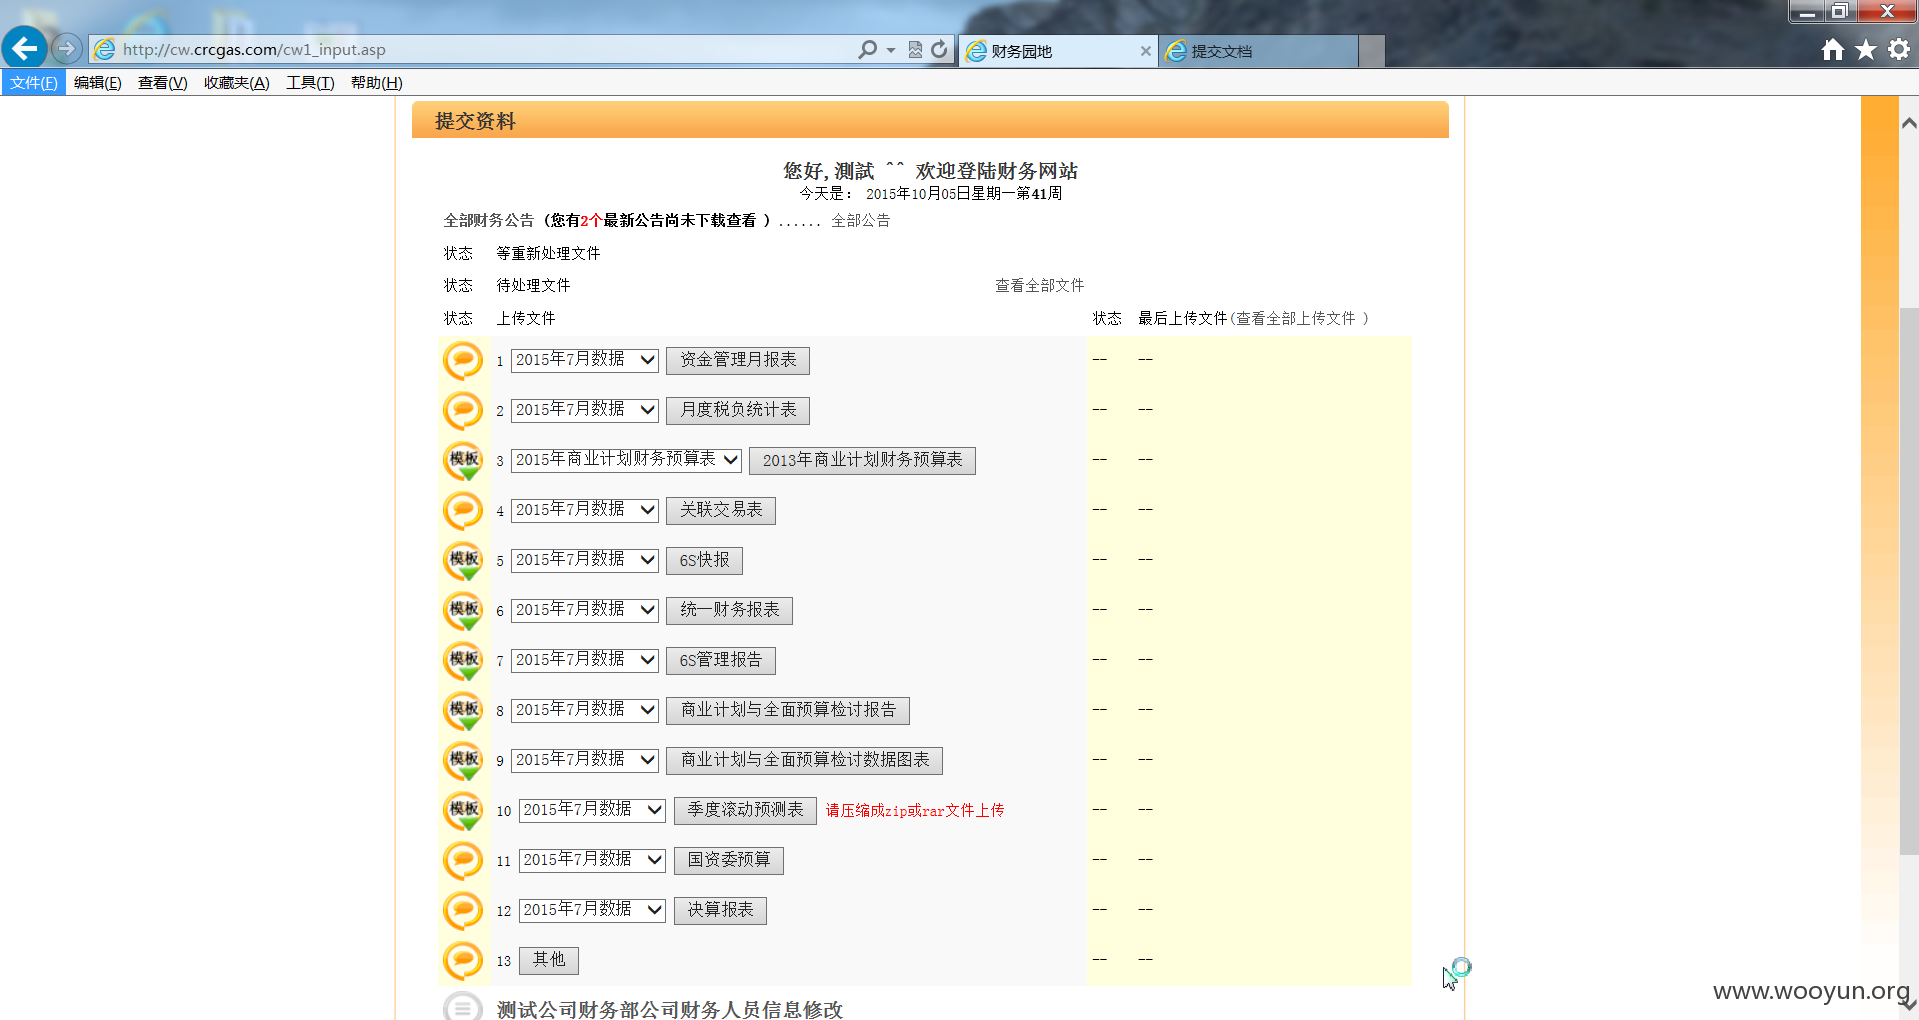 http://cw.crcgas.com/cw1_input.asp
财务园地
提交文档
文件(F) 编辑(E) 查看(V) 收藏夹(A) 工具(T) 帮助(H)
提交资料
您好,测試 ^^ 欢迎登陆财务网站
今天是： 2015年10月05日星期一第41周
全部财务公告（您有2个最新公告尚未下载查看 ）...... 全部公告
状态 等重新处理文件
状态 待处理文件 查看全部文件
状态 上传文件 状态 最后上传文件(查看全部上传文件 )
1 2015年7月数据 资金管理月报表 -- --
2 2015年7月数据 月度税负统计表 -- --
模板 3 2015年商业计划财务预算表 2013年商业计划财务预算表 -- --
4 2015年7月数据 关联交易表 -- --
模板 5 2015年7月数据 6S快报 -- --
模板 6 2015年7月数据 统一财务报表 -- --
模板 7 2015年7月数据 6S管理报告 -- --
模板 8 2015年7月数据 商业计划与全面预算检讨报告 -- --
模板 9 2015年7月数据 商业计划与全面预算检讨数据图表 -- --
模板 10 2015年7月数据 季度滚动预测表 请压缩成zip或rar文件上传 -- --
11 2015年7月数据 国资委预算 -- --
12 2015年7月数据 决算报表 -- --
13 其他 -- --
测试公司财务部公司财务人员信息修改
www.wooyun.org